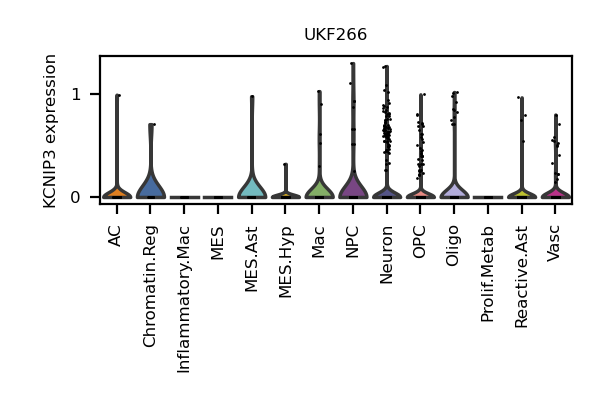 UKF266
KCNIP3 expression
1
0
AC
Chromatin.Reg
Inflammatory.Mac
MES
MES.Ast
MES.Hyp
Mac
NPC
Neuron
OPC
Oligo
Prolif.Metab
Reactive.Ast
Vasc